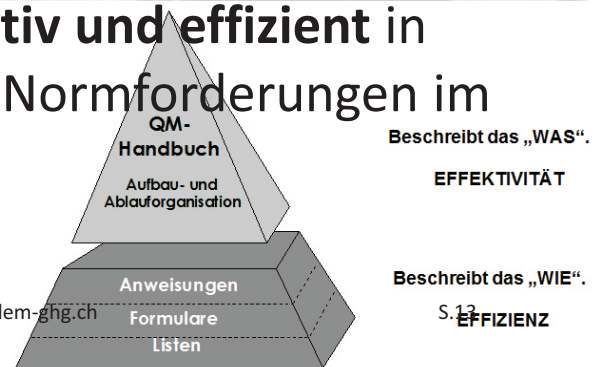 tiv und effizient in
Normforderungen im
QM-
Handbuch
Aufbau- und
Ablauforganisation
Beschreibt das „WAS“.
EFFEKTIVITÄT
Anweisungen
Formulare
Listen
Beschreibt das „WIE“.
EFFIZIENZ
lem-ghg.ch
S.13